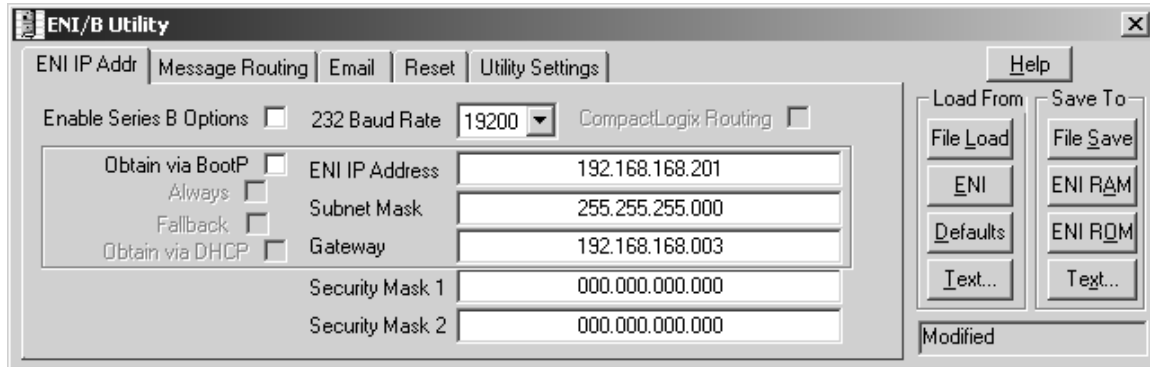 ENI/B Utility
ENI IP Addr Message Routing Email Reset Utility Settings
Help
Enable Series B Options 232 Baud Rate 19200 CompactLogix Routing
Obtain via BootP ENI IP Address 192.168.168.201
Always
Subnet Mask 255.255.255.000
Fallback
Obtain via DHCP Gateway 192.168.168.003
Security Mask 1 000.000.000.000
Security Mask 2 000.000.000.000
Load From
File Load
ENI
Defaults
Text...
Save To
File Save
ENI RAM
ENI ROM
Text...
Modified